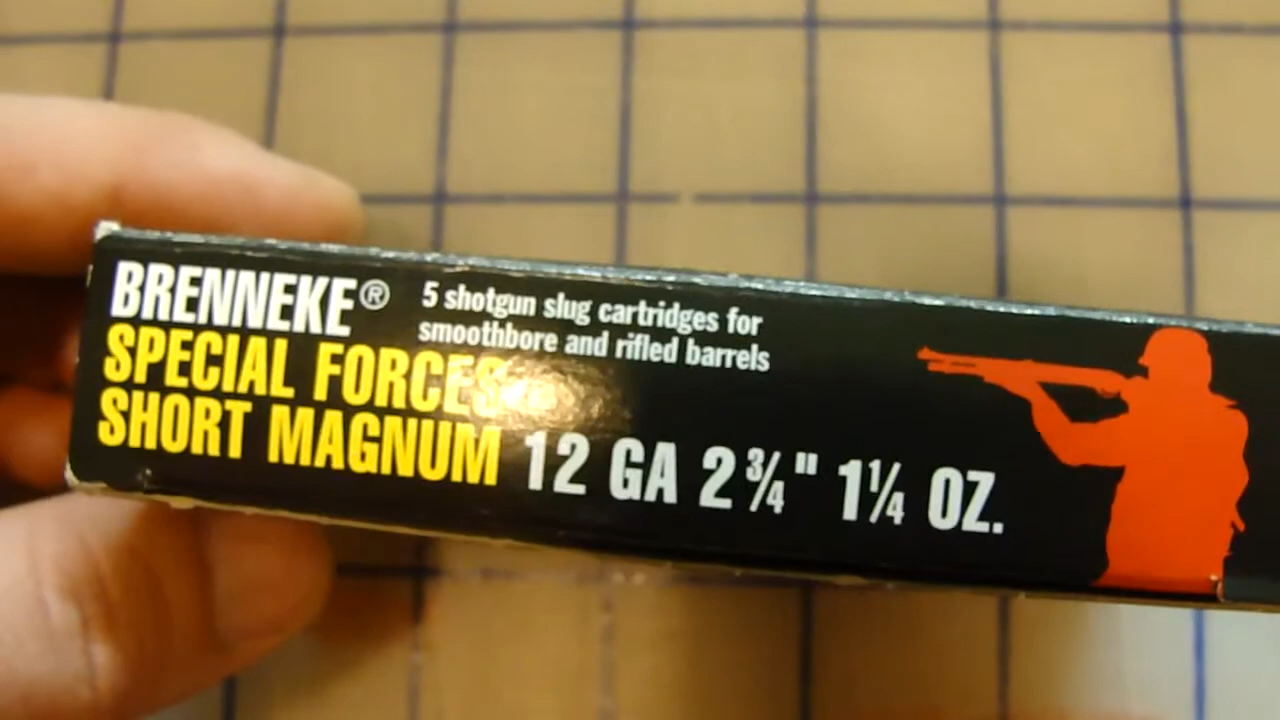 BRENNEKE®
5 shotgun slug cartridges for
smoothbore and rifled barrels
SPECIAL FORCES
SHORT MAGNUM 12 GA 2¾" 1¼ OZ.